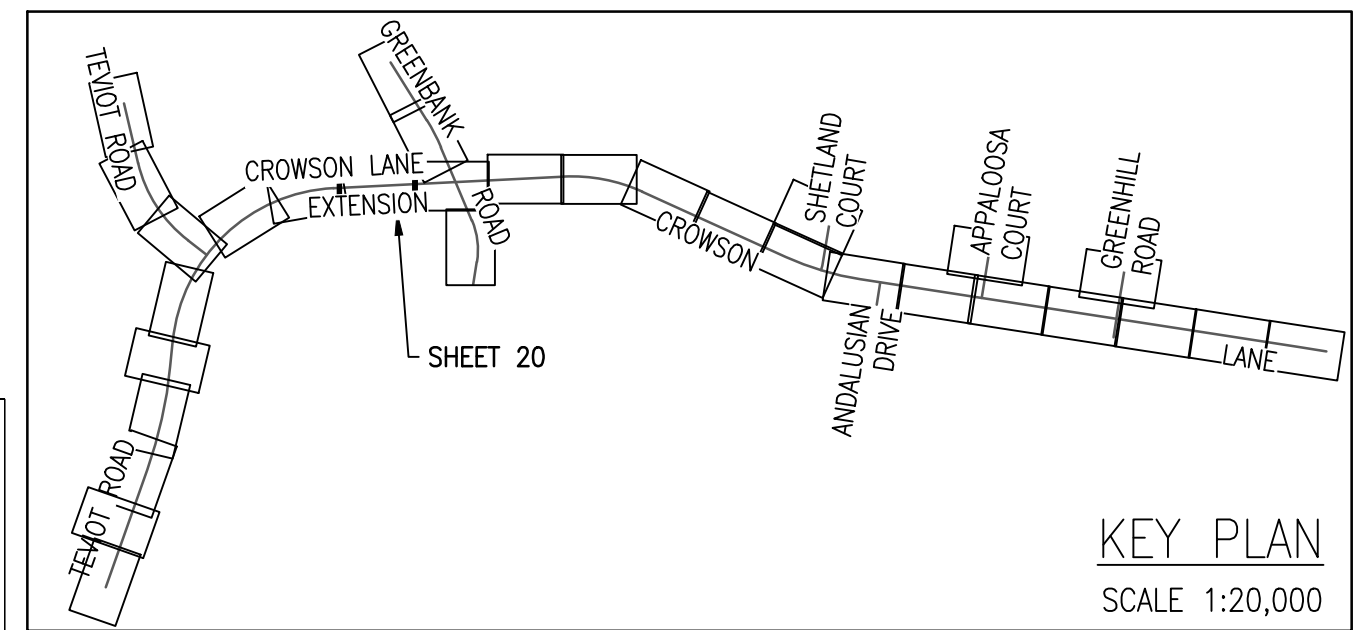 TEVIOT ROAD
GREENBANK
ROAD
CROWSON LANE
EXTENSION
SHEET 20
CROWSON
SHETLAND
COURT
ANDALUSIAN
DRIVE
APPALOOSA
COURT
GREENHILL
ROAD
LANE
TEVIOT ROAD
KEY PLAN
SCALE 1:20,000